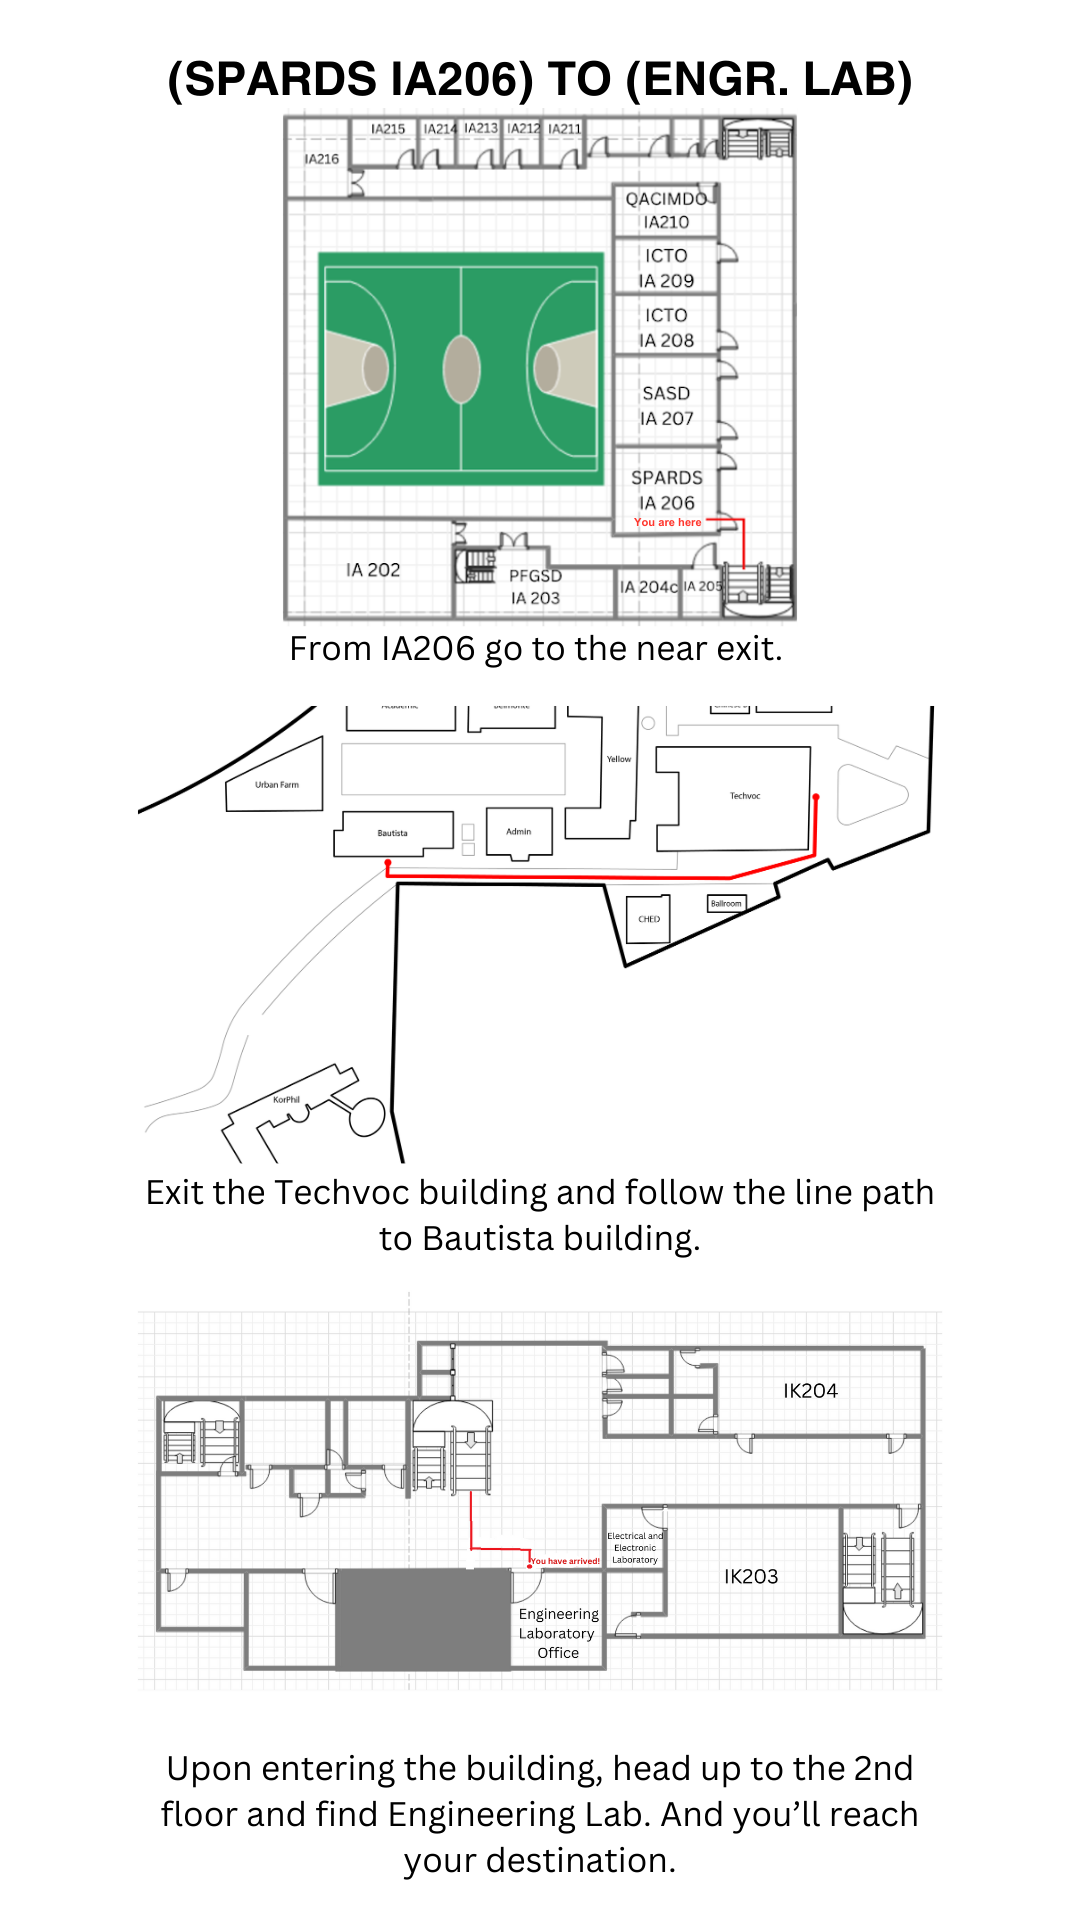 (SPARDS IA206) TO (ENGR. LAB)
IA215
IA214
IA213
IA212
IA211
IA216
QACIMDO
IA210
ICTO
IA 209
ICTO
IA 208
SASD
IA 207
SPARDS
IA 206
You are here
IA 202
PFGSD
IA 203
IA 204c
IA 205
From IA206 go to the near exit.
Academic
Belmonte
Yellow
Urban Farm
Techvoc
Bautista
Admin
CHED
Ballroom
KorPhil
Exit the Techvoc building and follow the line path
to Bautista building.
IK204
Electrical and
Electronic
Laboratory
You have arrived!
IK203
Engineering
Laboratory
Office
Upon entering the building, head up to the 2nd
floor and find Engineering Lab. And you’ll reach
your destination.